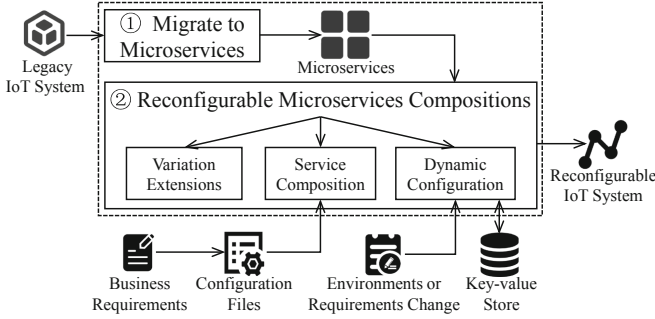 ① Migrate to
Microservices
Legacy
IoT System
Microservices
② Reconfigurable Microservices Compositions
Variation
Extensions
Service
Composition
Dynamic
Configuration
Reconfigurable
IoT System
Business
Requirements
Configuration
Files
Environments or
Requirements Change
Key-value
Store